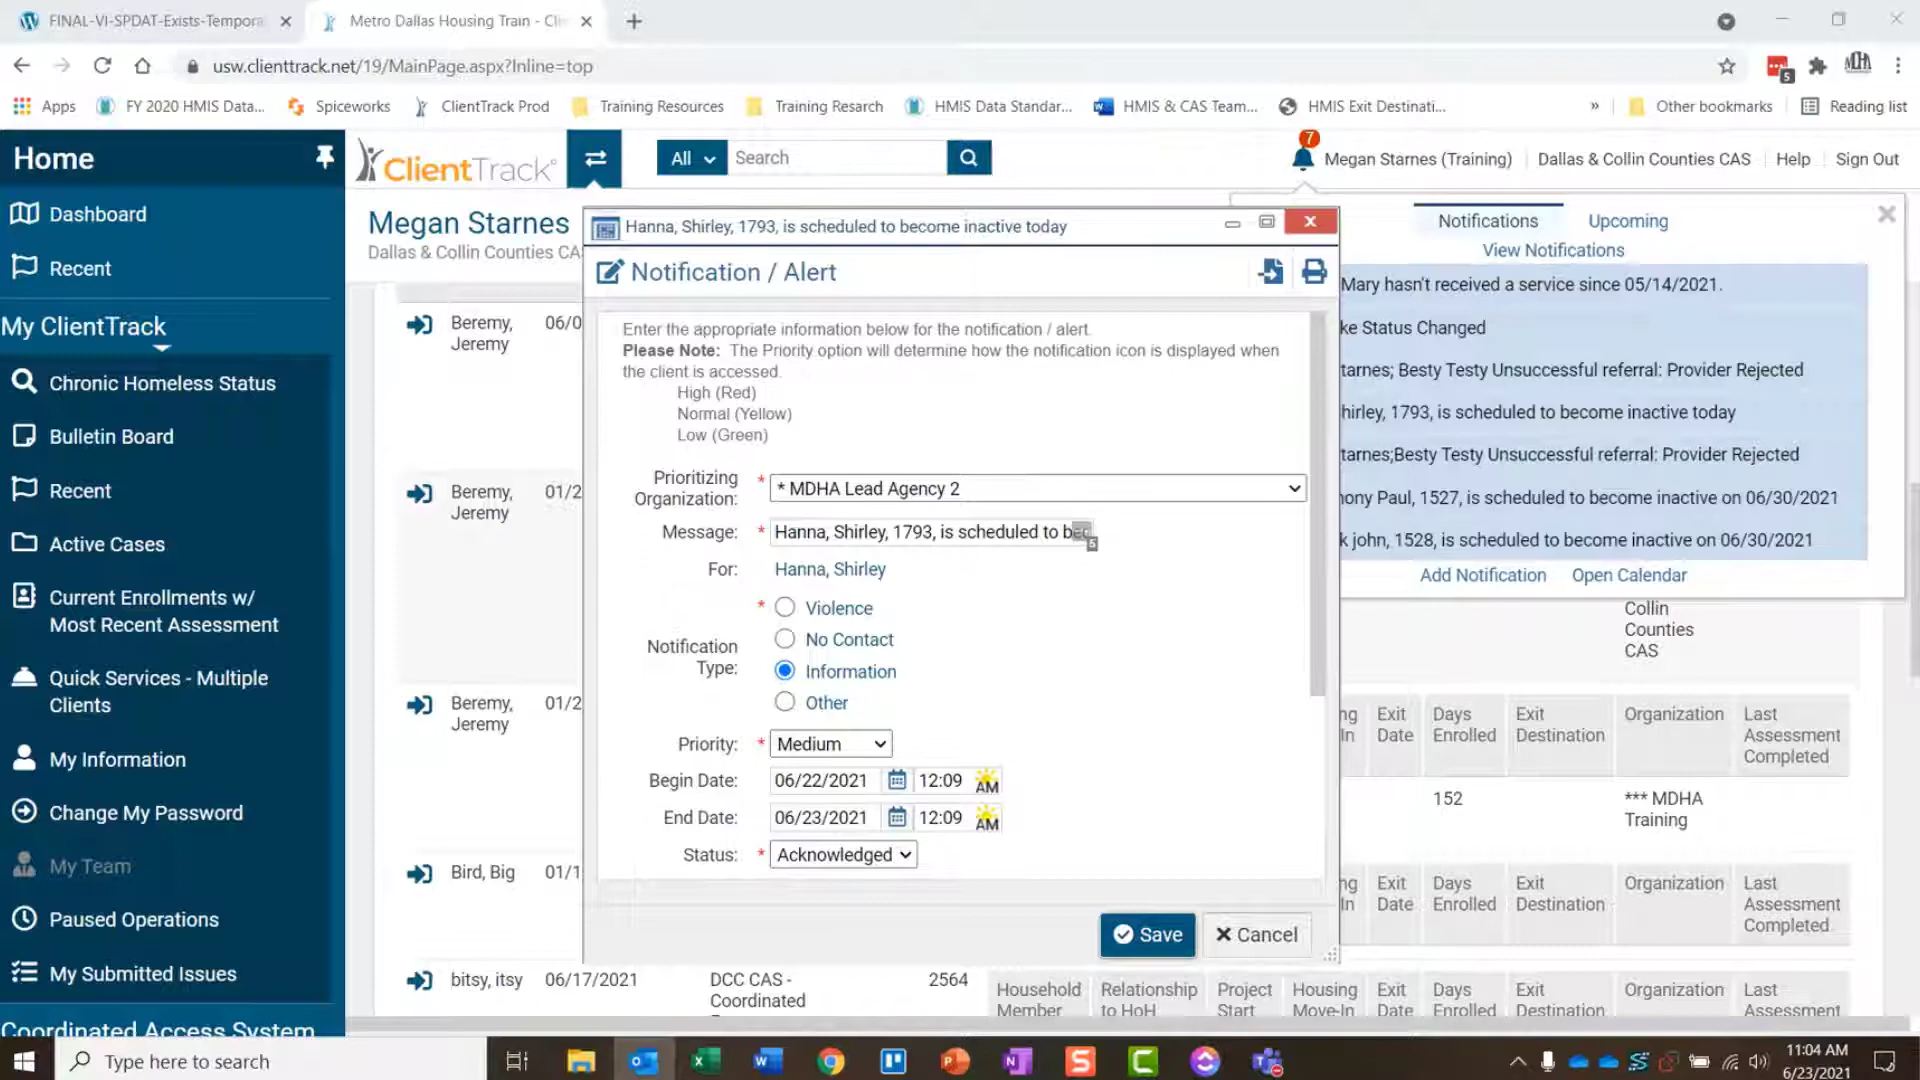 FINAL-VI-SPDAT-Exists-Tempora
Metro Dallas Housing Train - Cli
usw.clienttrack.net/19/MainPage.aspx?Inline=top
5
Apps
FY 2020 HMIS Data...
Spiceworks
ClientTrack Prod
Training Resources
Training Resarch
HMIS Data Standar...
HMIS & CAS Team...
HMIS Exit Destinati...
»
Other bookmarks
Reading list
Home
ClientTrack
All
Search
7
Megan Starnes (Training)
Dallas & Collin Counties CAS
Help
Sign Out
Dashboard
Recent
My ClientTrack
Chronic Homeless Status
Bulletin Board
Recent
Active Cases
Current Enrollments w/
Most Recent Assessment
Quick Services - Multiple
Clients
My Information
Change My Password
My Team
Paused Operations
My Submitted Issues
Coordinated Access System
Megan Starnes
Dallas & Collin Counties CAS
Beremy,
Jeremy
06/0
Beremy,
Jeremy
01/2
Beremy,
Jeremy
01/2
Bird, Big
01/1
bitsy, itsy
06/17/2021
DCC CAS -
Coordinated
2564
Hanna, Shirley, 1793, is scheduled to become inactive today
Notification / Alert
Enter the appropriate information below for the notification / alert.
Please Note: The Priority option will determine how the notification icon is displayed when
the client is accessed.
High (Red)
Normal (Yellow)
Low (Green)
Prioritizing
Organization:
* * MDHA Lead Agency 2
Message: * Hanna, Shirley, 1793, is scheduled to bec
For: Hanna, Shirley
Notification
Type:
* Violence
No Contact
Information
Other
Priority: * Medium
Begin Date: 06/22/2021 12:09 AM
End Date: 06/23/2021 12:09 AM
Status: * Acknowledged
Save
Cancel
Notifications
Upcoming
View Notifications
Mary hasn't received a service since 05/14/2021.
ke Status Changed
tarnes; Besty Testy Unsuccessful referral: Provider Rejected
hirley, 1793, is scheduled to become inactive today
tarnes;Besty Testy Unsuccessful referral: Provider Rejected
ony Paul, 1527, is scheduled to become inactive on 06/30/2021
k john, 1528, is scheduled to become inactive on 06/30/2021
Add Notification
Open Calendar
Collin
Counties
CAS
ng
In
Exit
Date
Days
Enrolled
Exit
Destination
Organization
Last
Assessment
Completed
152
*** MDHA
Training
ng
In
Exit
Date
Days
Enrolled
Exit
Destination
Organization
Last
Assessment
Completed
Household
Member
Relationship
to HoH
Project
Start
Housing
Move-In
Exit
Date
Days
Enrolled
Exit
Destination
Organization
Last
Assessment
Type here to search
11:04 AM
6/23/2021